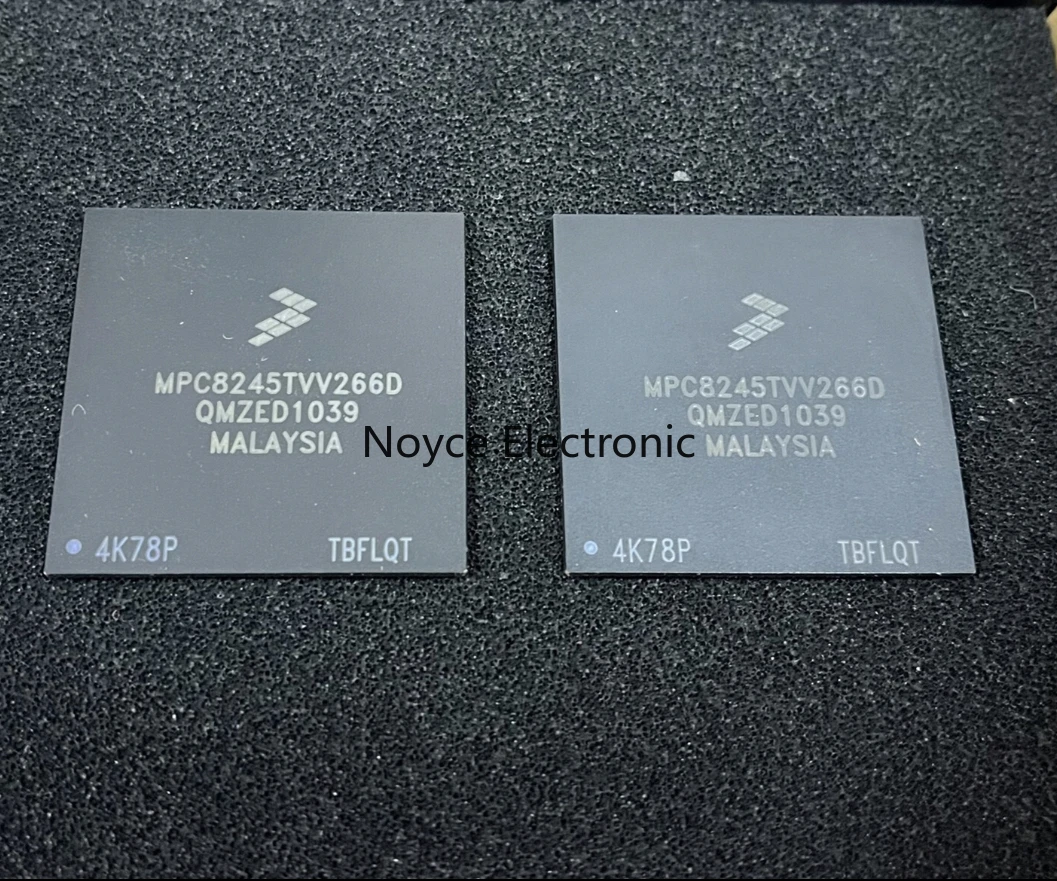 MPC8245TVV266D
QMZED1039
MALAYSIA
4K78P
TBFLQT
MPC8245TVV266D
QMZED1039
MALAYSIA
4K78P
TBFLQT
Noyce Electronic